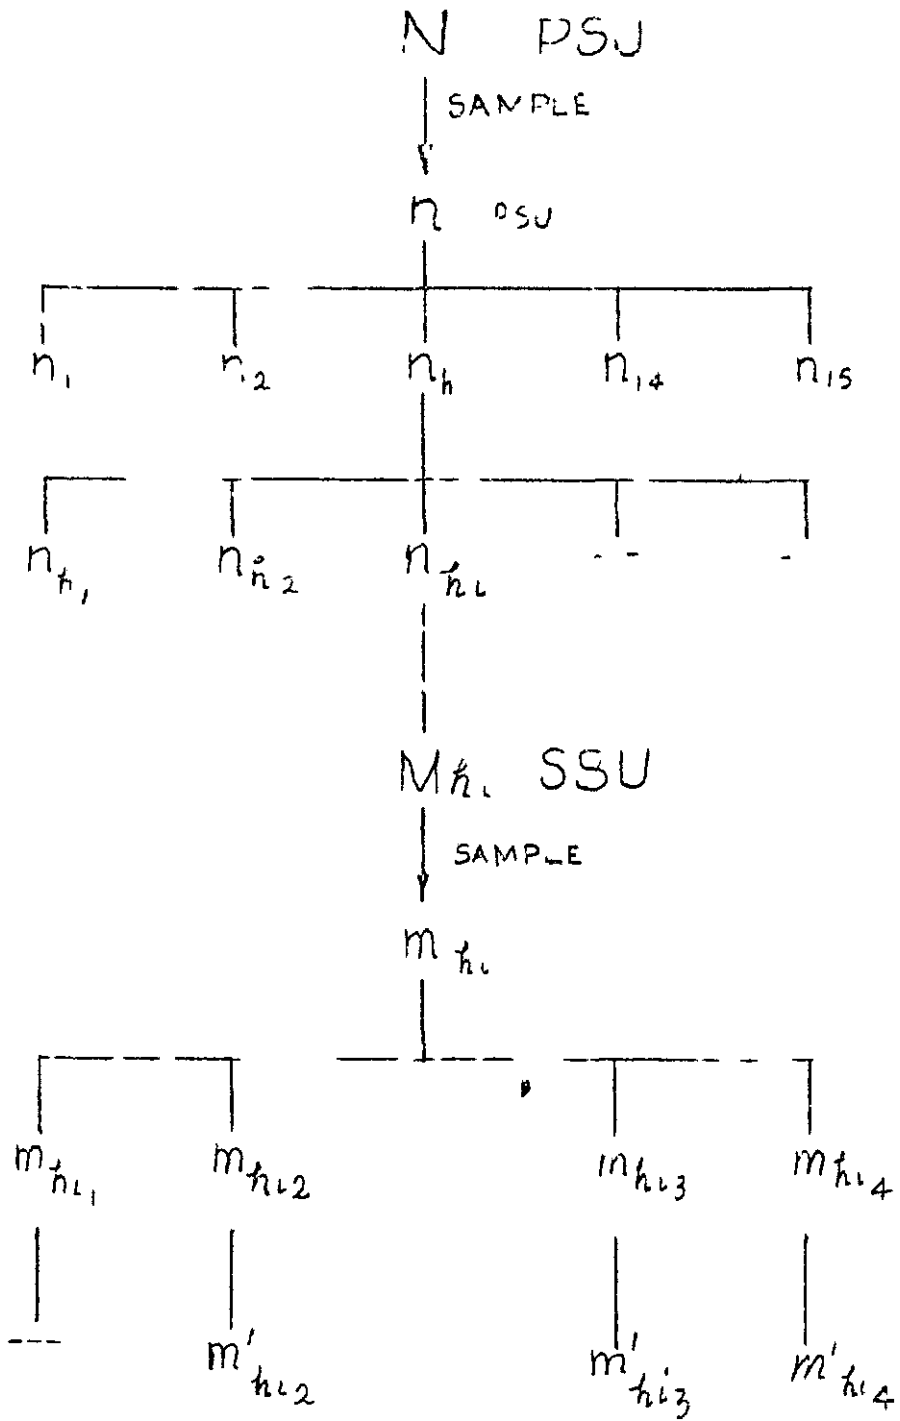 N PSU
SAMPLE
n PSU
n₁ n₂ nₕ n₁₄ n₁₅
nₕ₁ nₕ₂ nₕᵢ -- -
Mₕᵢ SSU
SAMPLE
mₕᵢ
mₕᵢ₁ mₕᵢ₂ mₕᵢ₃ mₕᵢ₄
--- m'ₕᵢ₂ m'ₕᵢ₃ m'ₕᵢ₄